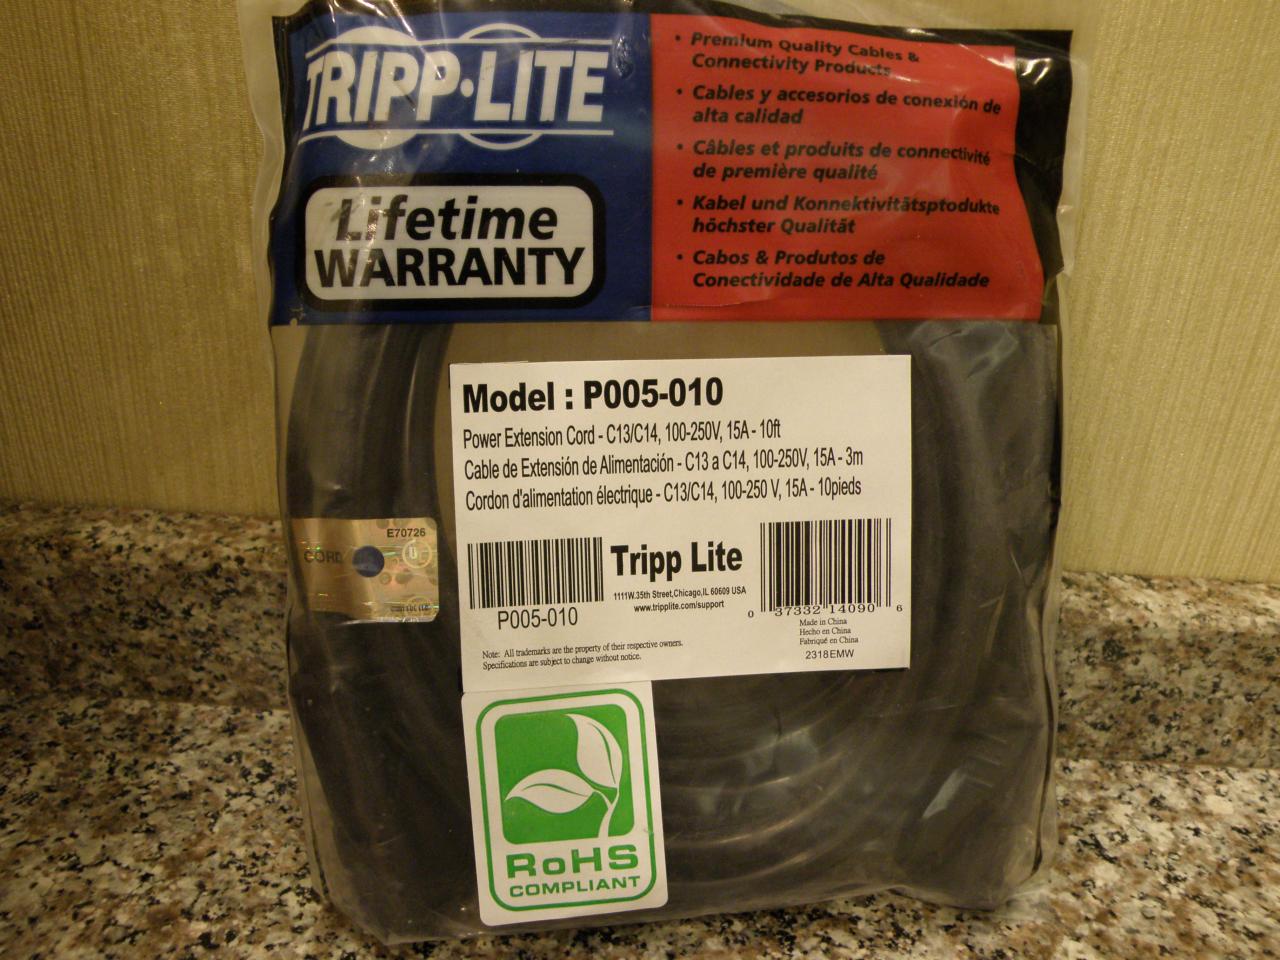 TRIPP·LITE
Lifetime
WARRANTY
• Premium Quality Cables &
Connectivity Products
• Cables y accesorios de conexión de
alta calidad
• Câbles et produits de connectivité
de première qualité
• Kabel und Konnektivitätsptodukte
höchster Qualität
• Cabos & Produtos de
Conectividade de Alta Qualidade
Model : P005-010
Power Extension Cord - C13/C14, 100-250V, 15A - 10ft
Cable de Extensión de Alimentación - C13 a C14, 100-250V, 15A - 3m
Cordon d'alimentation électrique - C13/C14, 100-250 V, 15A - 10pieds
E70726
CORD
P005-010
Tripp Lite
1111W.35th Street,Chicago,IL 60609 USA
www.tripplite.com/support
0 37332 14090 6
Made in China
Hecho en China
Fabriqué en China
2318EMW
Note: All trademarks are the property of their respective owners.
Specifications are subject to change without notice.
RoHS
COMPLIANT